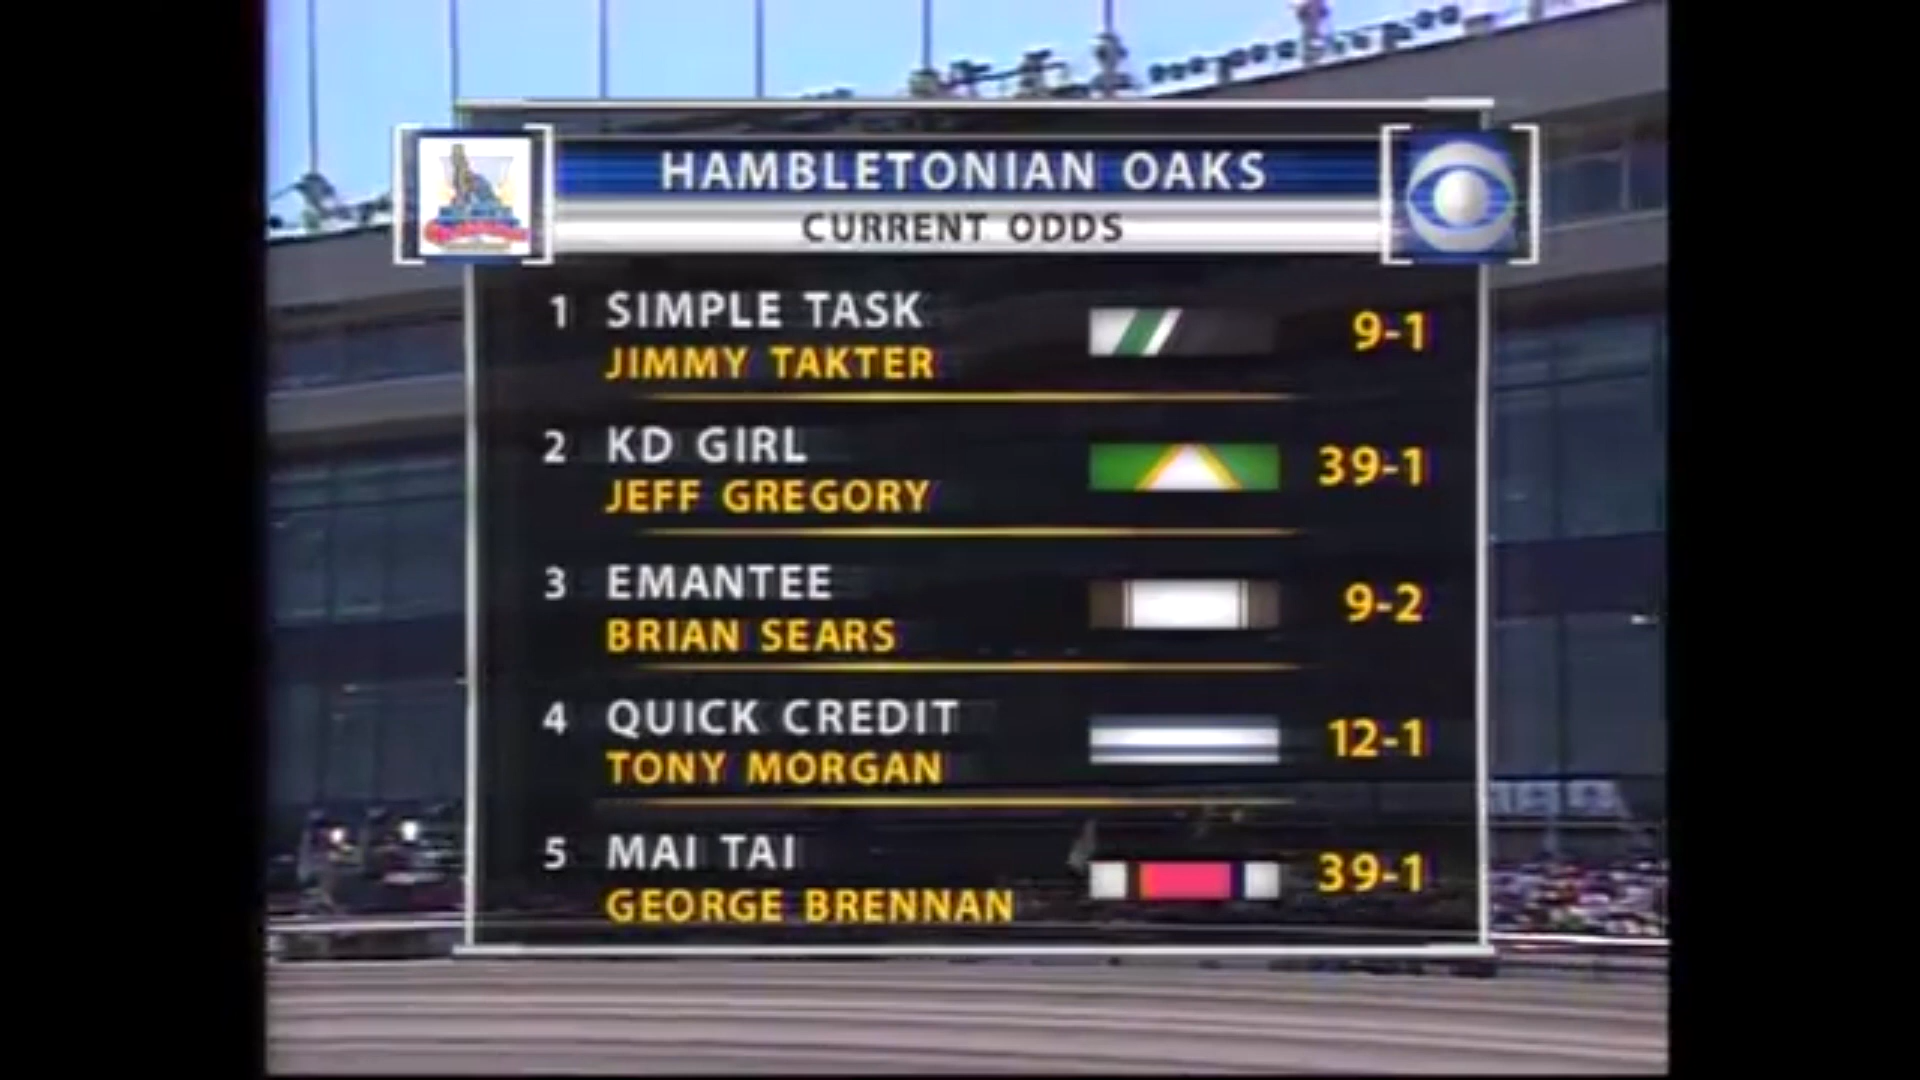 HAMBLETONIAN OAKS
CURRENT ODDS
1 SIMPLE TASK
JIMMY TAKTER
9-1
2 KD GIRL
JEFF GREGORY
39-1
3 EMANTEE
BRIAN SEARS
9-2
4 QUICK CREDIT
TONY MORGAN
12-1
5 MAI TAI
GEORGE BRENNAN
39-1